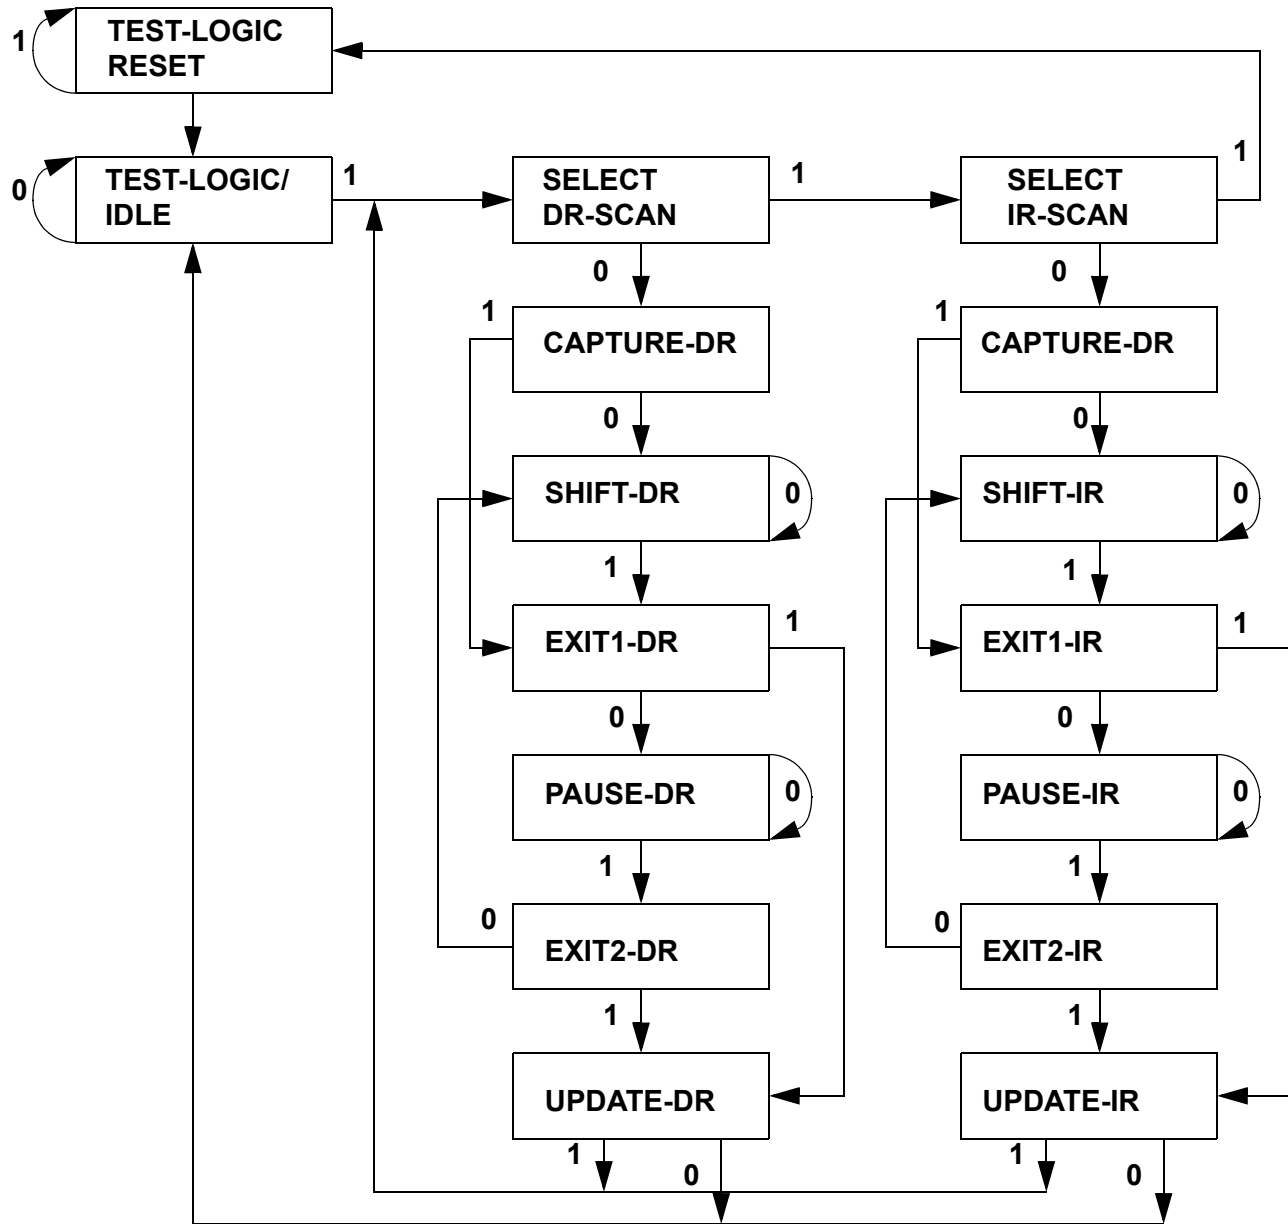 1
TEST-LOGIC
RESET
0
TEST-LOGIC/
IDLE
1
SELECT
DR-SCAN
1
SELECT
IR-SCAN
1
0
0
1
CAPTURE-DR
1
CAPTURE-DR
0
0
SHIFT-DR
0
SHIFT-IR
0
1
1
EXIT1-DR
1
EXIT1-IR
1
0
0
PAUSE-DR
0
PAUSE-IR
0
1
1
0
EXIT2-DR
0
EXIT2-IR
1
1
UPDATE-DR
UPDATE-IR
1
0
1
0